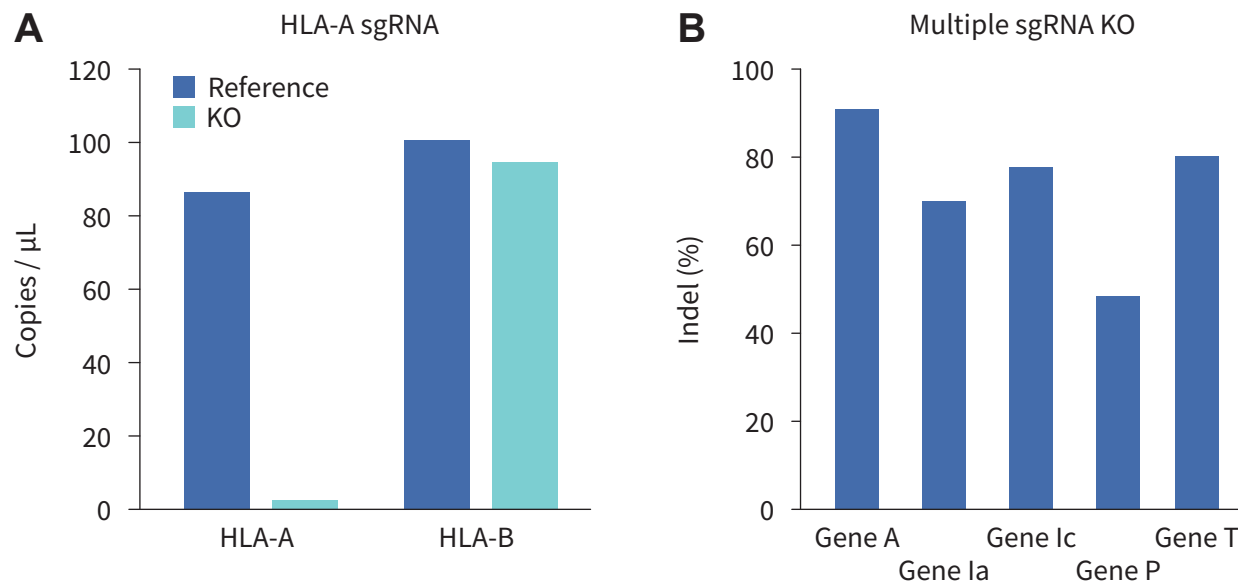 A
HLA-A sgRNA
Reference
KO
120
100
80
60
40
20
0
Copies / µL
HLA-A
HLA-B
B
Multiple sgRNA KO
100
80
60
40
20
0
Indel (%)
Gene A
Gene Ia
Gene Ic
Gene P
Gene T